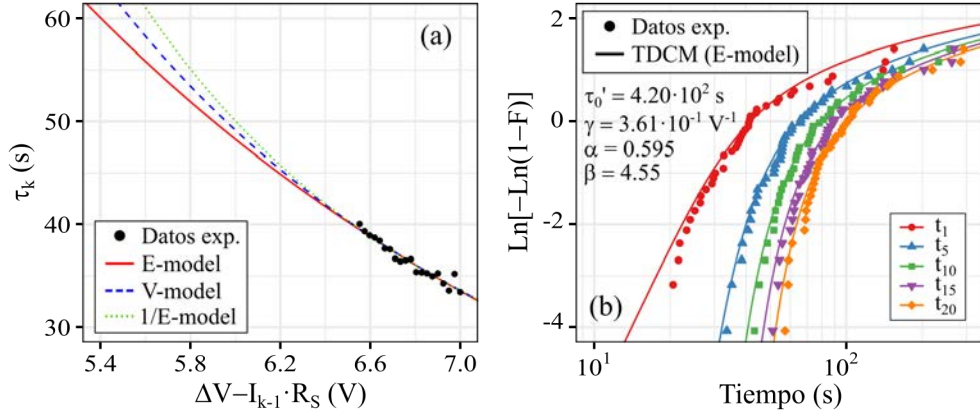 (a)
60
50
40
30
τk (s)
Datos exp.
E-model
V-model
1/E-model
5.4 5.8 6.2 6.6 7.0
ΔV−Ik-1·RS (V)
Datos exp.
TDCM (E-model)
τ0' = 4.20·10² s
γ = 3.61·10⁻¹ V⁻¹
α = 0.595
β = 4.55
2
0
-2
-4
Ln[−Ln(1−F)]
t1
t5
t10
t15
t20
(b)
10¹ 10²
Tiempo (s)